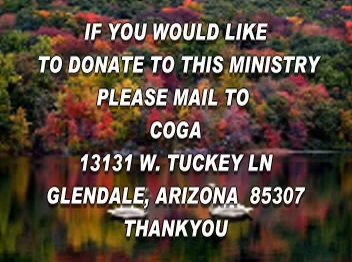 IF YOU WOULD LIKE
TO DONATE TO THIS MINISTRY
PLEASE MAIL TO
COGA
13131 W. TUCKEY LN
GLENDALE, ARIZONA  85307
THANKYOU